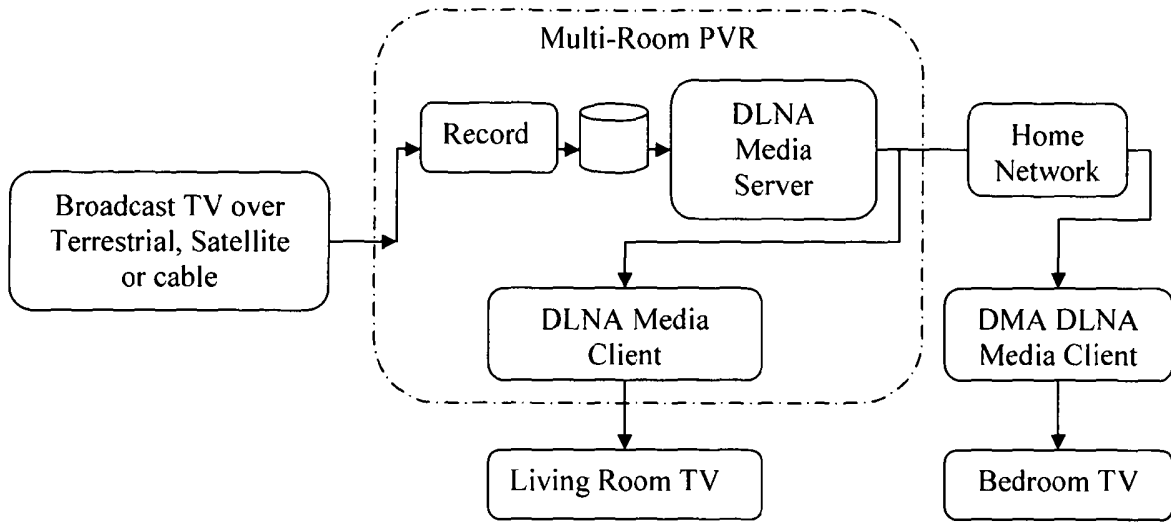 Multi-Room PVR
Record
DLNA
Media
Server
Home
Network
Broadcast TV over
Terrestrial, Satellite
or cable
DLNA Media
Client
DMA DLNA
Media Client
Living Room TV
Bedroom TV